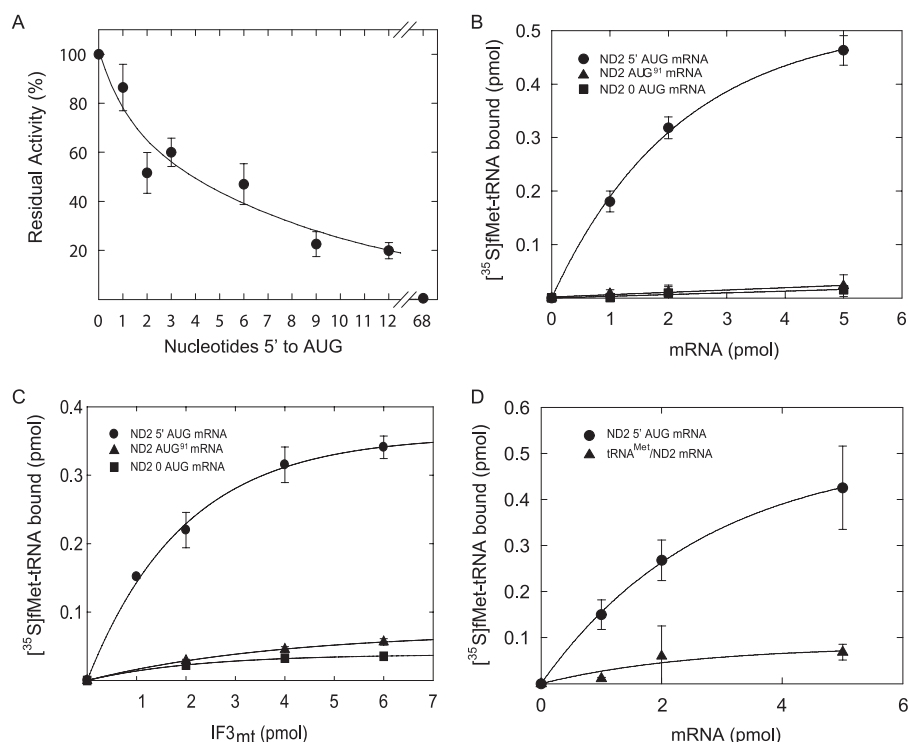 A
Residual Activity (%)
100
80
60
40
20
0 1 2 3 4 5 6 7 8 9 10 11 12 68
Nucleotides 5' to AUG
B
[³⁵S]fMet-tRNA bound (pmol)
0.5
0.4
0.3
0.2
0.1
0
ND2 5' AUG mRNA
ND2 AUG⁹¹ mRNA
ND2 0 AUG mRNA
0 2 4 6
mRNA (pmol)
C
[³⁵S]fMet-tRNA bound (pmol)
0.4
0.3
0.2
0.1
ND2 5' AUG mRNA
ND2 AUG⁹¹ mRNA
ND2 0 AUG mRNA
1 2 3 4 5 6 7
IF3mt (pmol)
D
[³⁵S]fMet-tRNA bound (pmol)
0.6
0.5
0.4
0.3
0.2
0.1
0
ND2 5' AUG mRNA
tRNAᴹᵉᵗ/ND2 mRNA
0 2 4 6
mRNA (pmol)